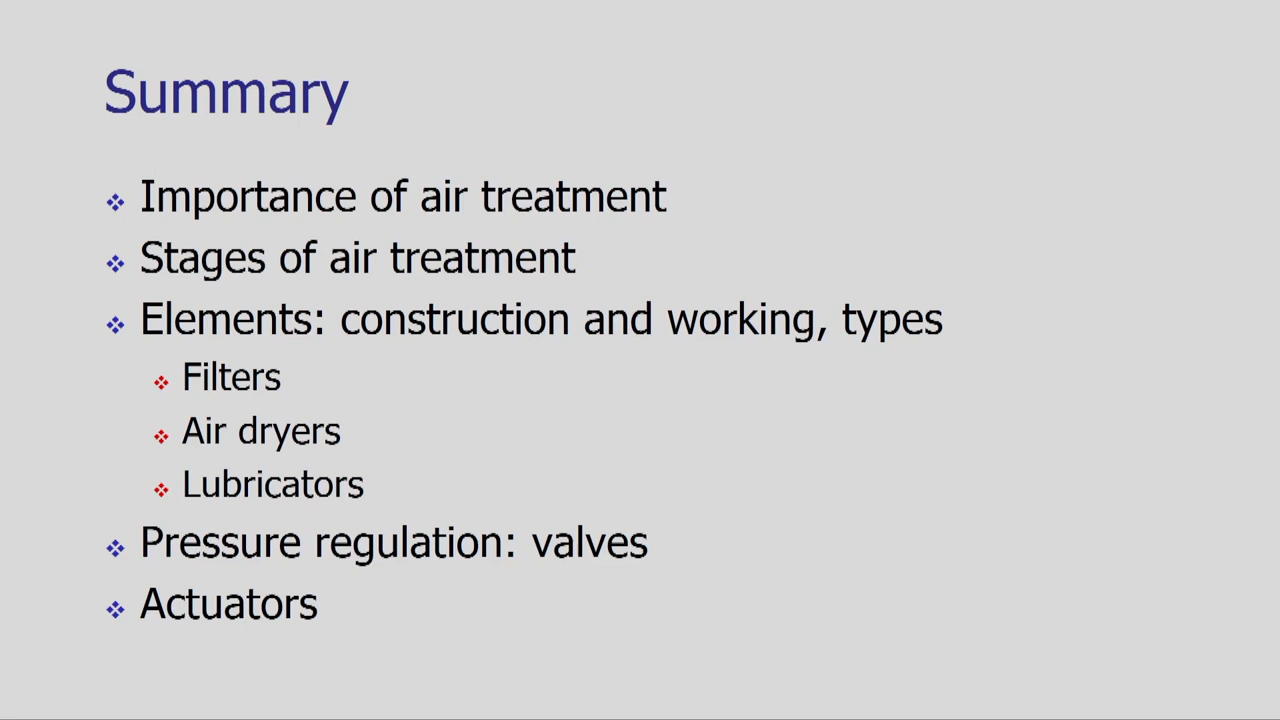 Summary
Importance of air treatment
Stages of air treatment
Elements: construction and working, types
Filters
Air dryers
Lubricators
Pressure regulation: valves
Actuators